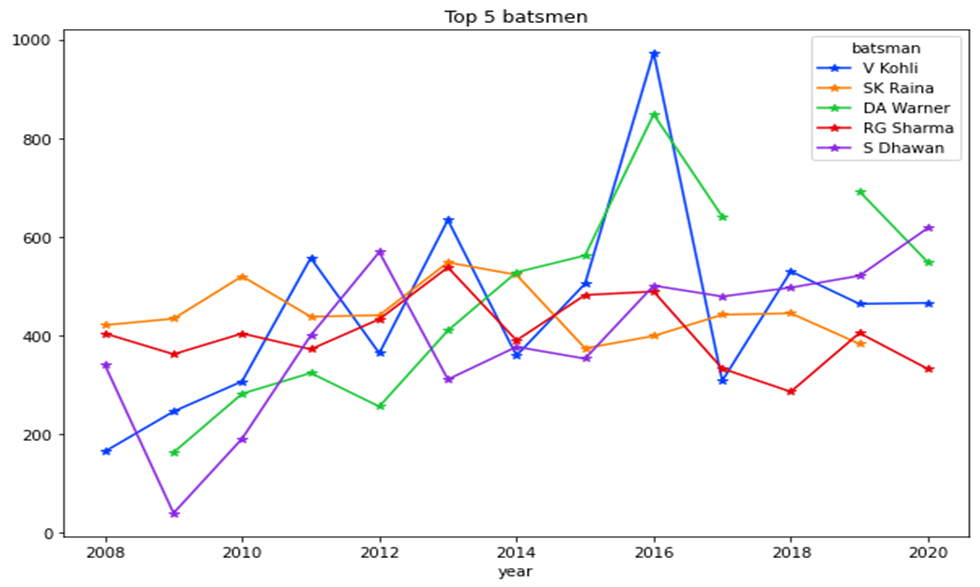 Top 5 batsmen
1000
800
600
400
200
0
batsman
V Kohli
SK Raina
DA Warner
RG Sharma
S Dhawan
2008 2010 2012 2014 2016 2018 2020
year